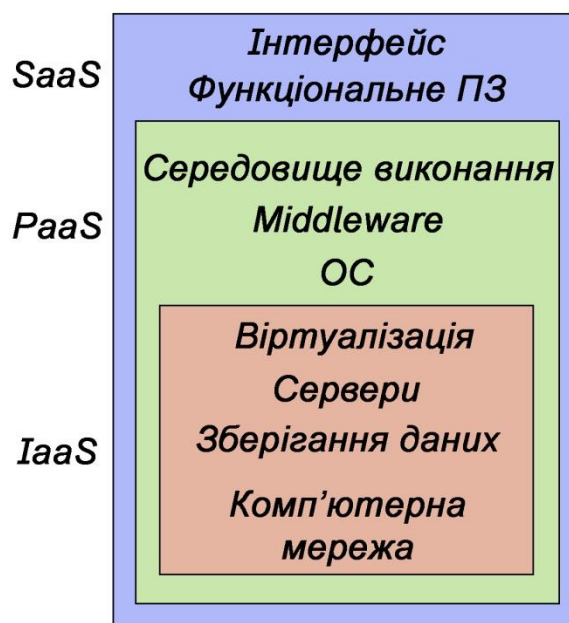 SaaS
Інтерфейс
Функціональне ПЗ
PaaS
Середовище виконання
Middleware
ОС
IaaS
Віртуалізація
Сервери
Зберігання даних
Комп’ютерна
мережа